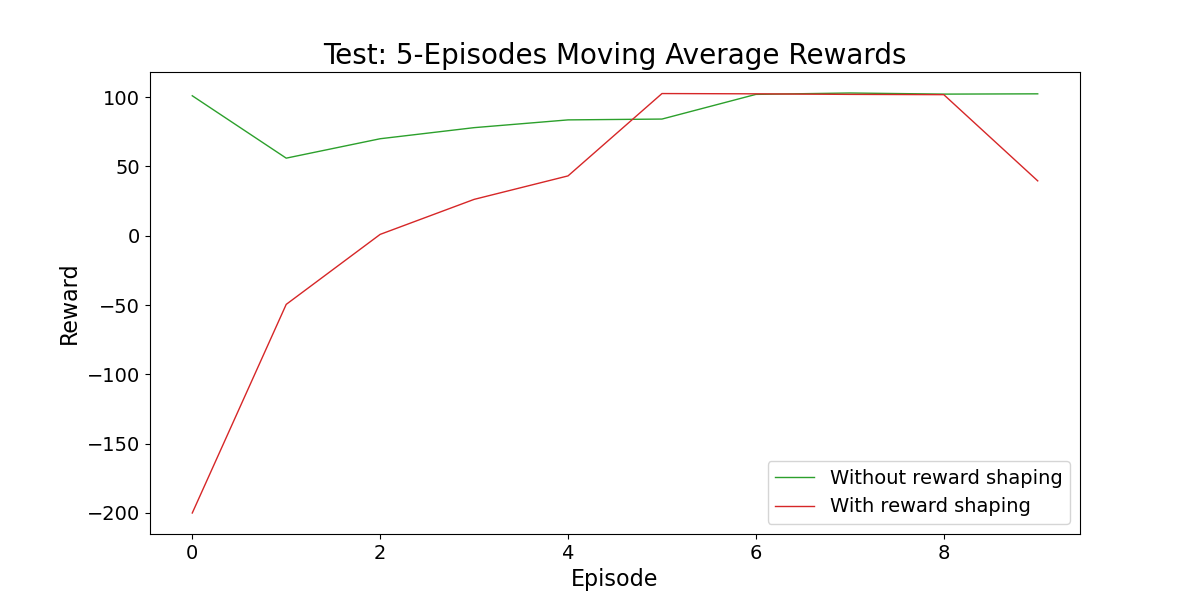 Test: 5-Episodes Moving Average Rewards
100
50
0
−50
−100
−150
−200
Reward
Without reward shaping
With reward shaping
0 2 4 6 8
Episode